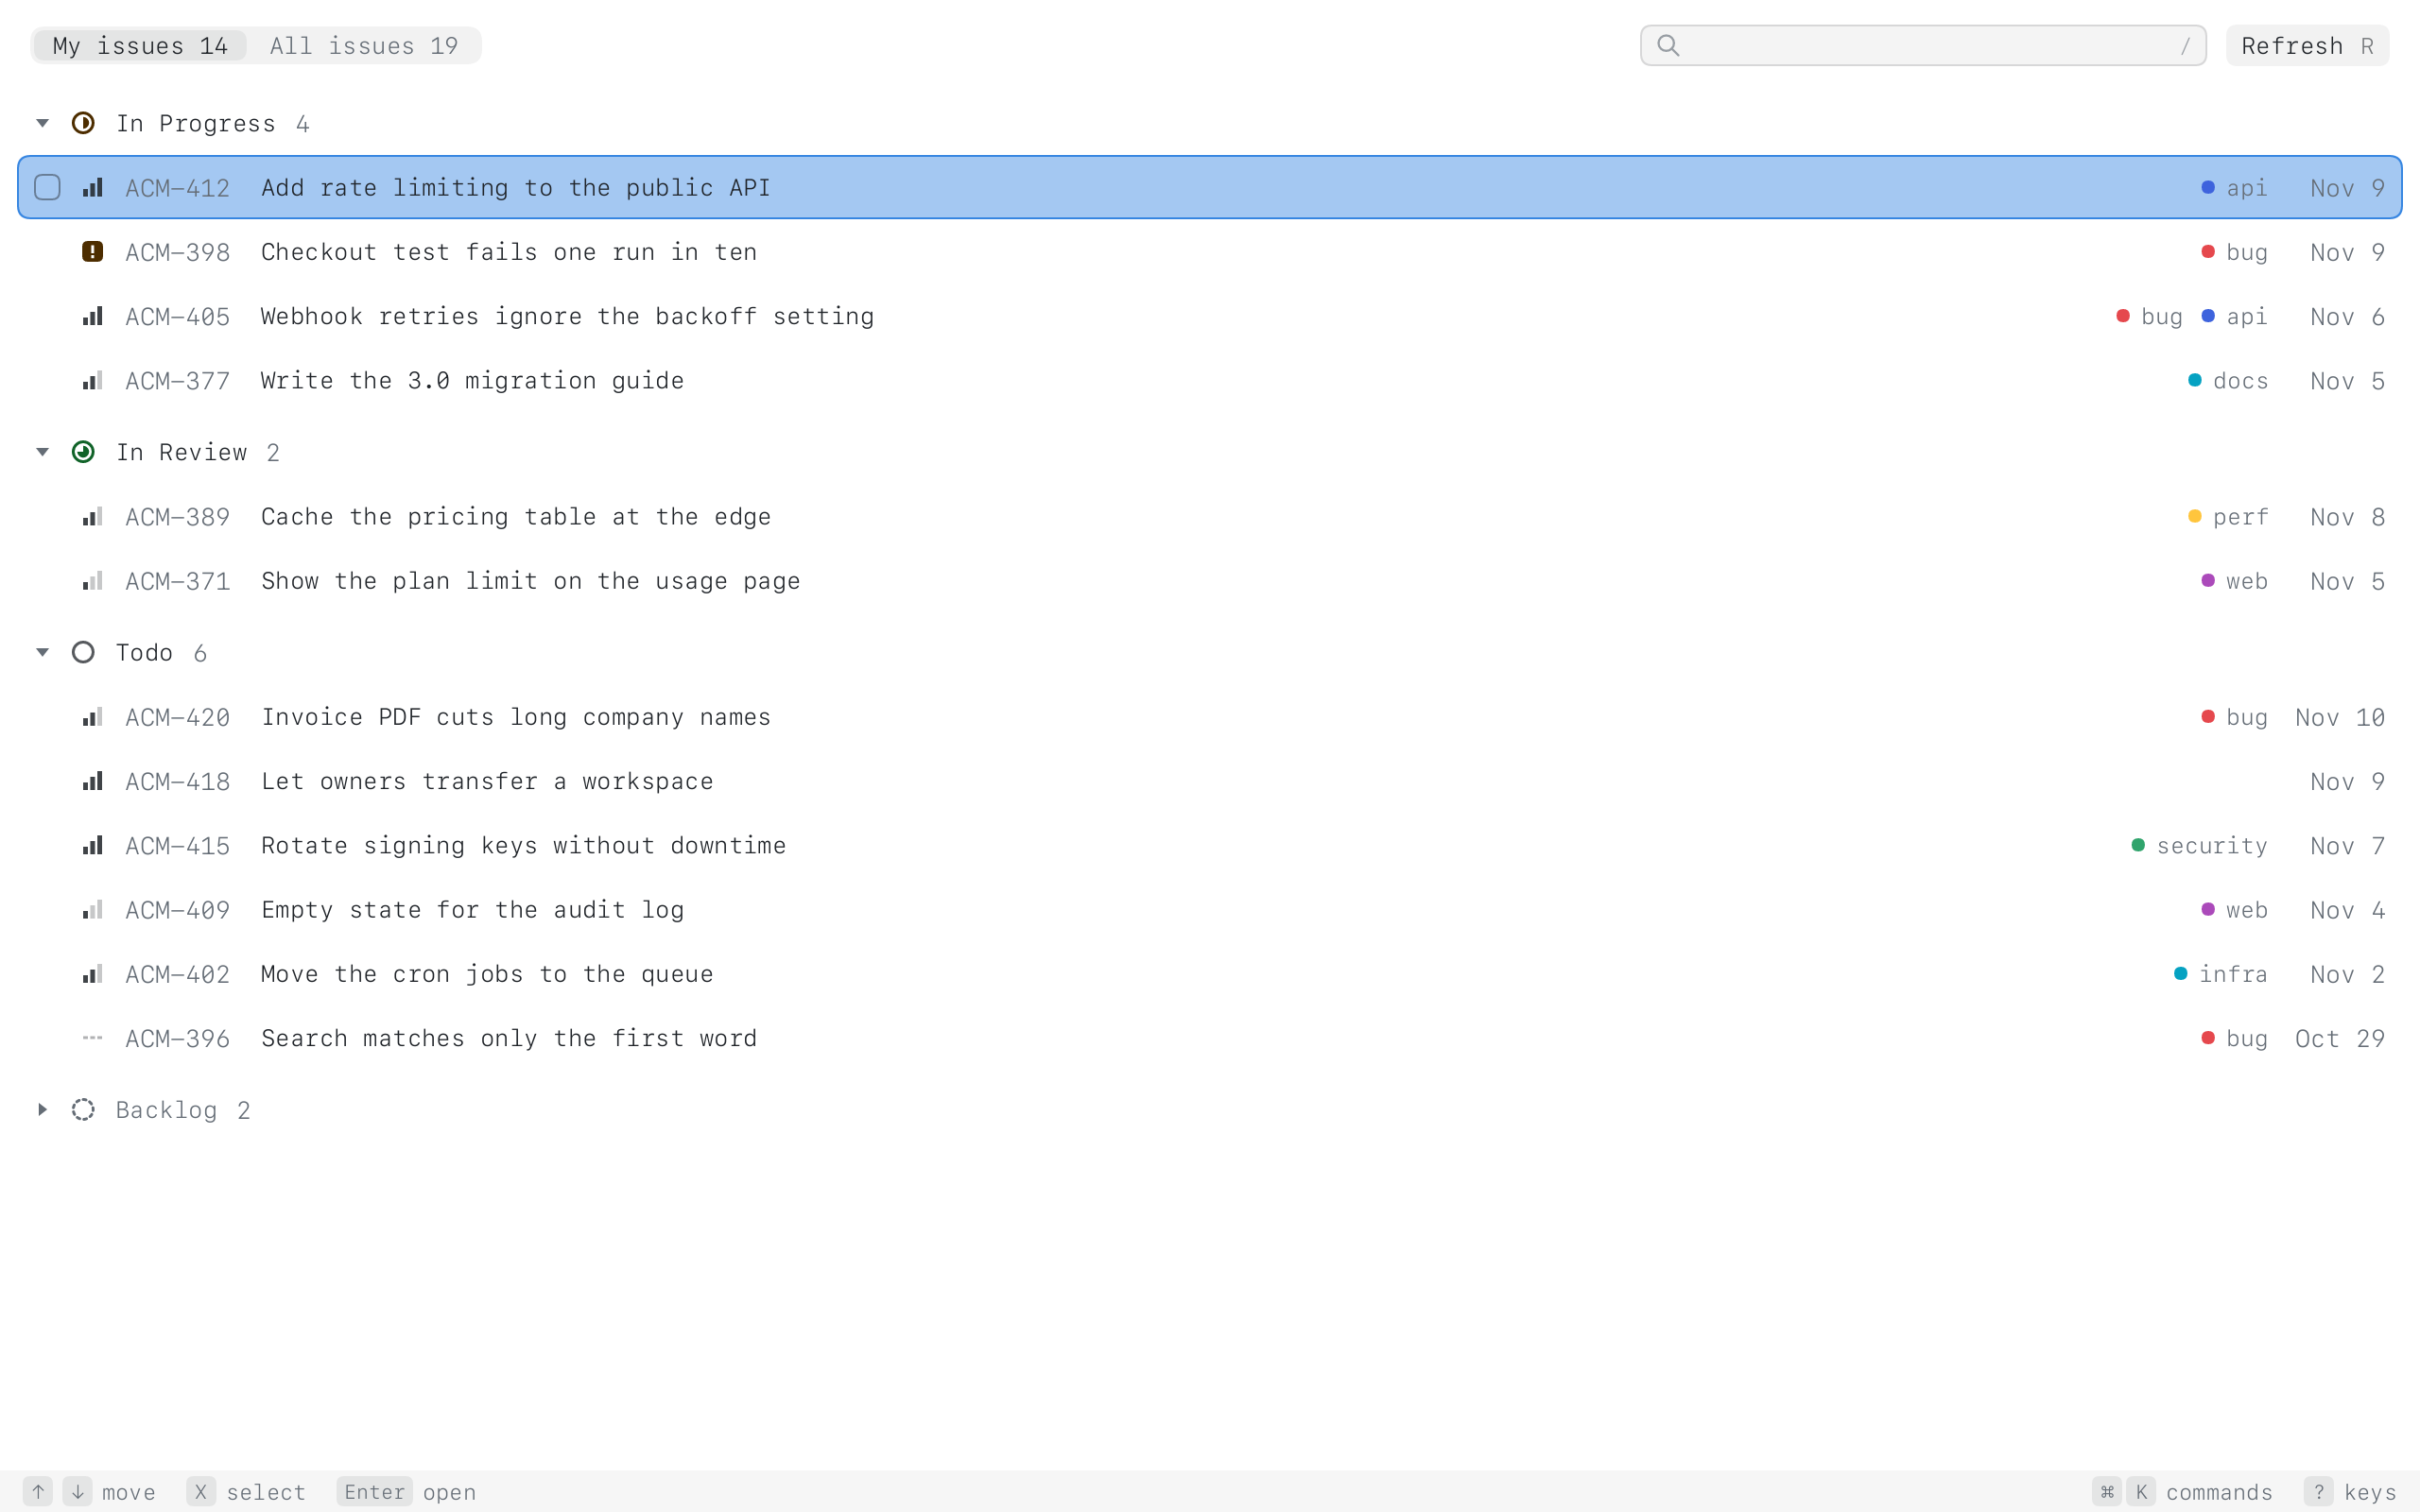 My issues 14 All issues 19 / Refresh R
In Progress 4
ACM-412 Add rate limiting to the public API api Nov 9
ACM-398 Checkout test fails one run in ten bug Nov 9
ACM-405 Webhook retries ignore the backoff setting bug api Nov 6
ACM-377 Write the 3.0 migration guide docs Nov 5
In Review 2
ACM-389 Cache the pricing table at the edge perf Nov 8
ACM-371 Show the plan limit on the usage page web Nov 5
Todo 6
ACM-420 Invoice PDF cuts long company names bug Nov 10
ACM-418 Let owners transfer a workspace Nov 9
ACM-415 Rotate signing keys without downtime security Nov 7
ACM-409 Empty state for the audit log web Nov 4
ACM-402 Move the cron jobs to the queue infra Nov 2
ACM-396 Search matches only the first word bug Oct 29
Backlog 2
↑ ↓ move X select Enter open ⌘ K commands ? keys